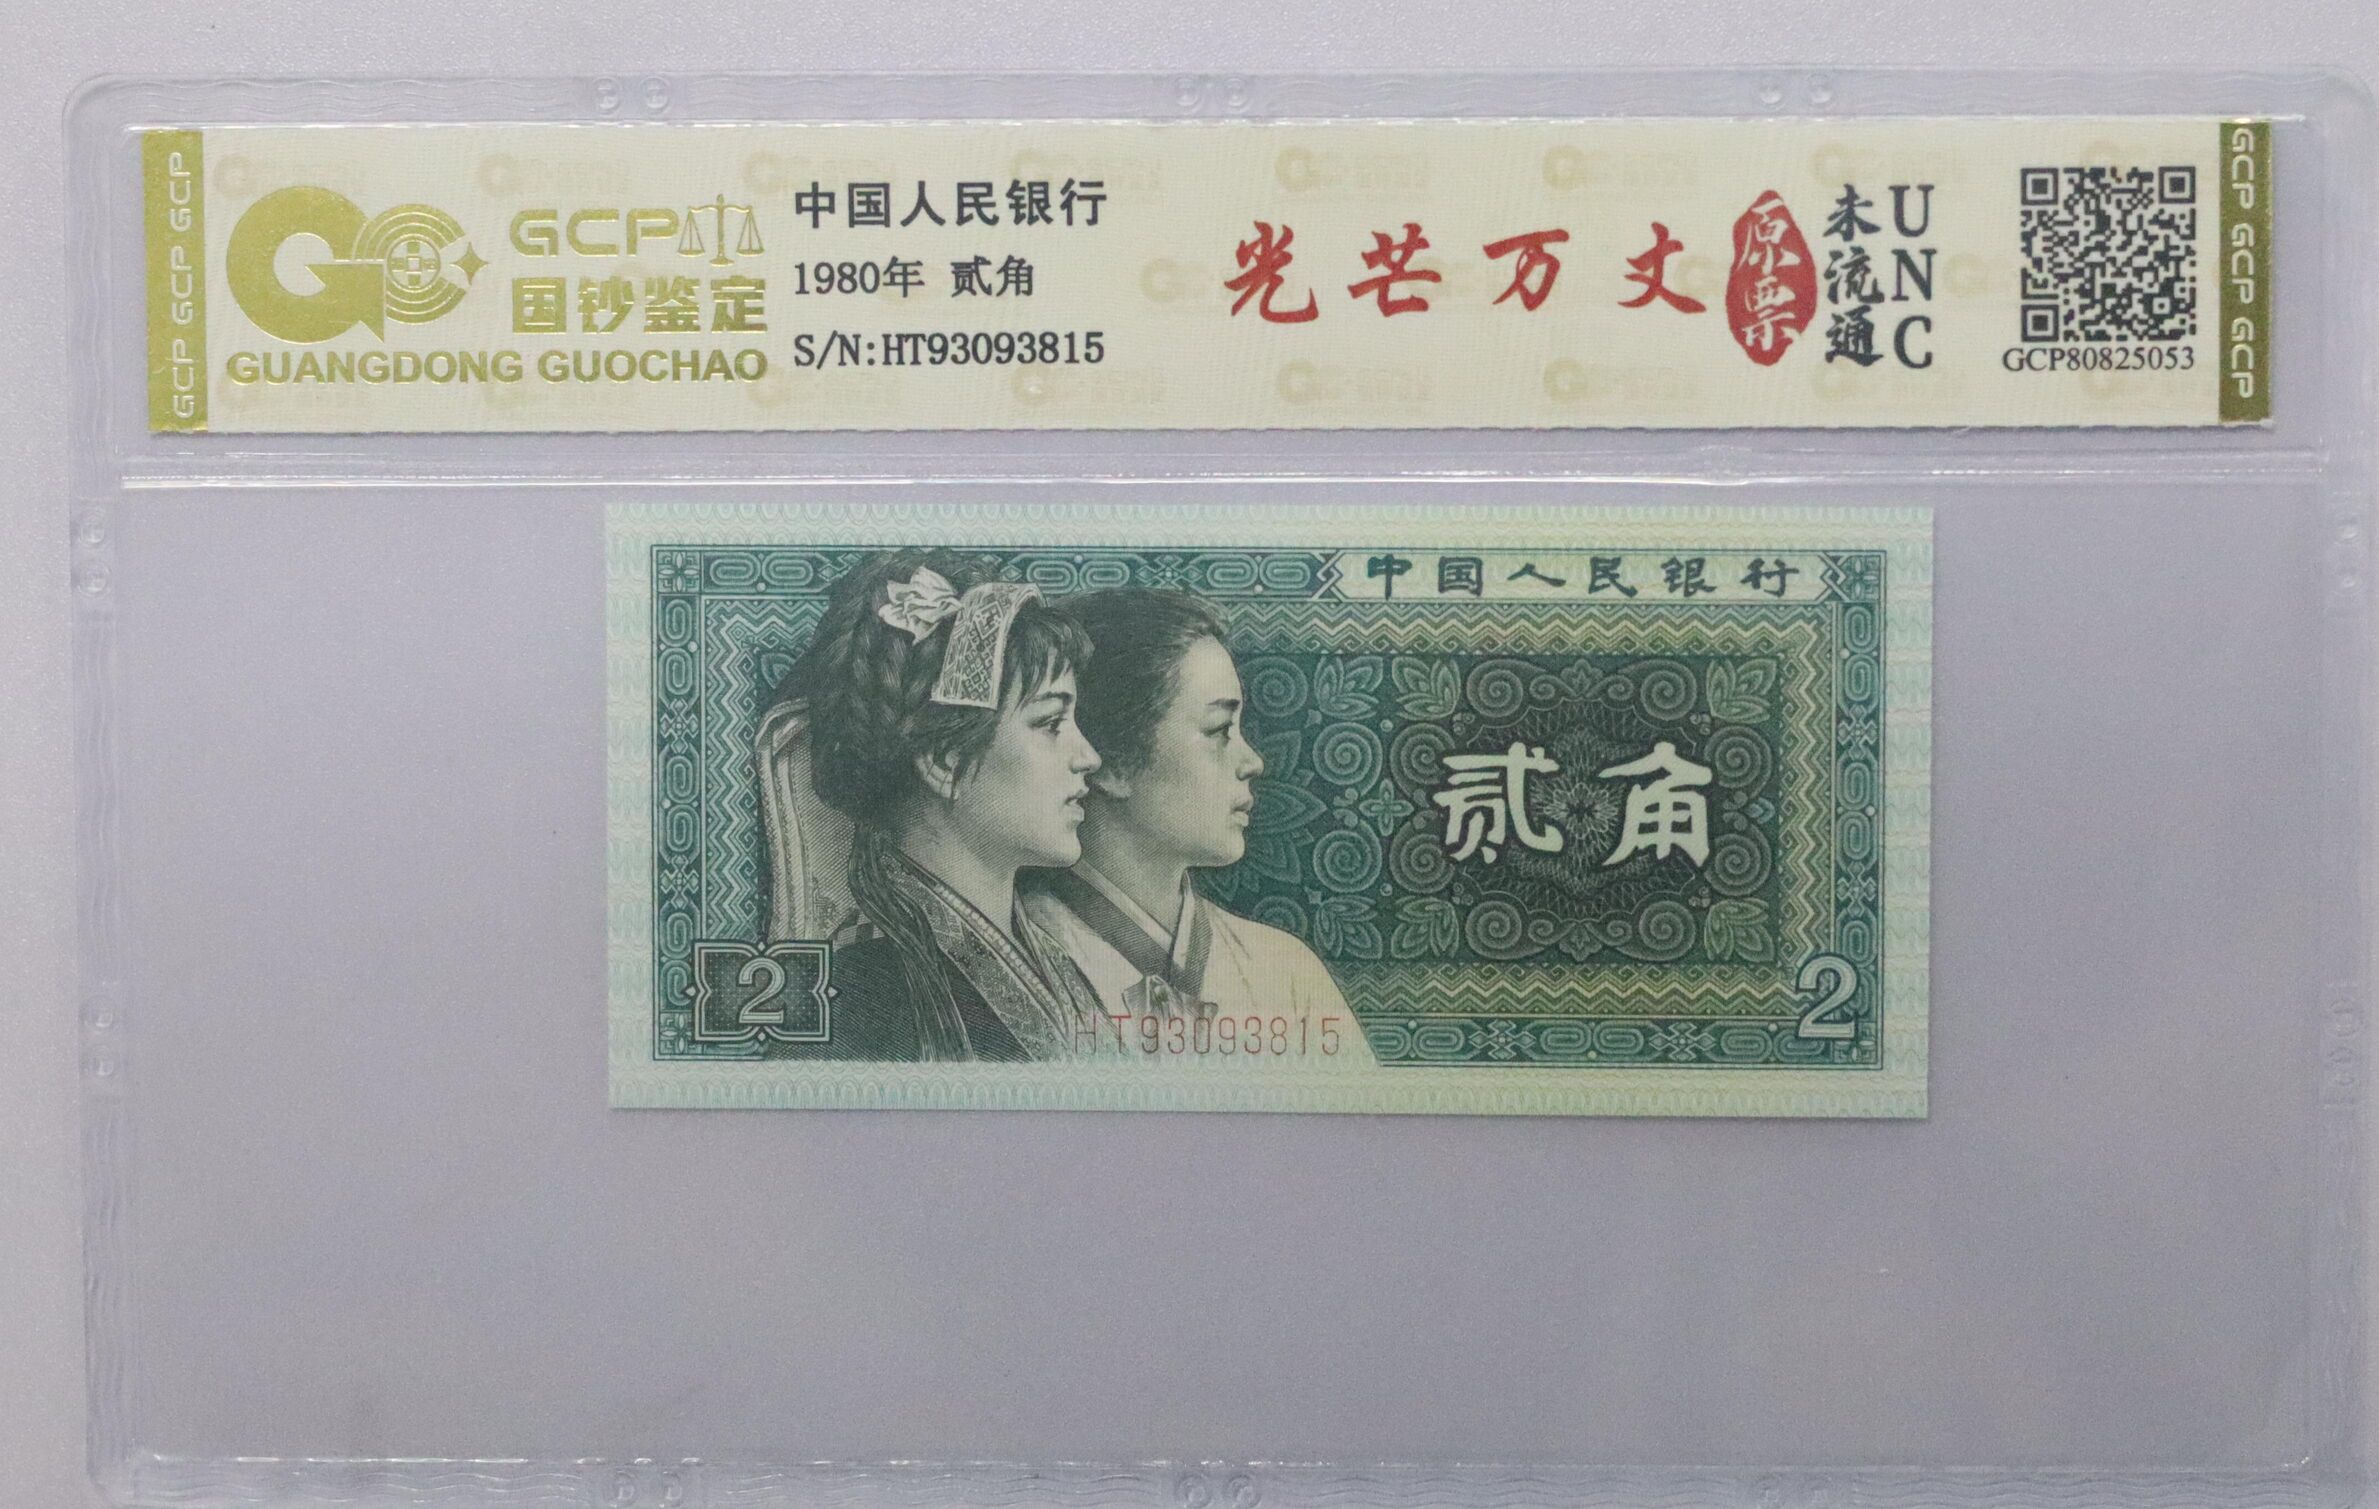 GCP GCP GCP
GCP
国钞鉴定
GUANGDONG GUOCHAO
中国人民银行
1980年 贰角
S/N:HT93093815
光芒万丈
原票
未流通
UNC
GCP80825053
GCP GCP GCP
中国人民银行
贰角
2
HT93093815
2